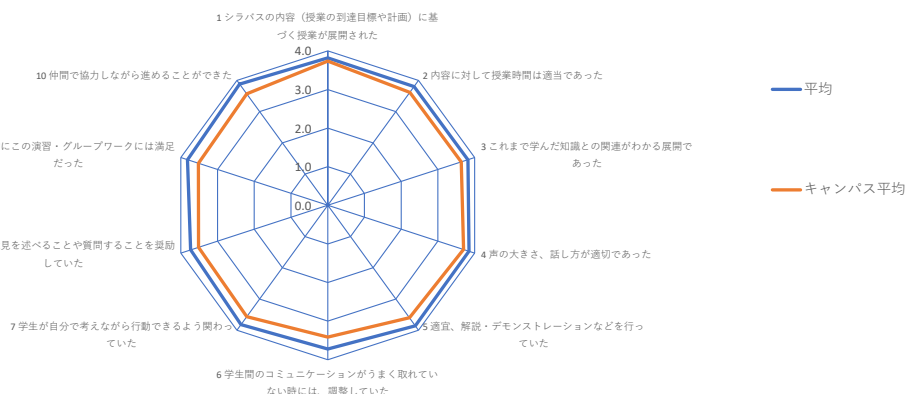 1 シラバスの内容（授業の到達目標や計画）に基
づく授業が展開された
4.0
3.0
2.0
1.0
0.0
2 内容に対して授業時間は適当であった
3 これまで学んだ知識との関連がわかる展開で
あった
4 声の大きさ、話し方が適切であった
5 適宜、解説・デモンストレーションなどを行っ
ていた
6 学生間のコミュニケーションがうまく取れてい
ない時には、調整していた
7 学生が自分で考えながら行動できるよう関わっ
ていた
見を述べることや質問することを奨励
していた
にこの演習・グループワークには満足
だった
10 仲間で協力しながら進めることができた
平均
キャンパス平均